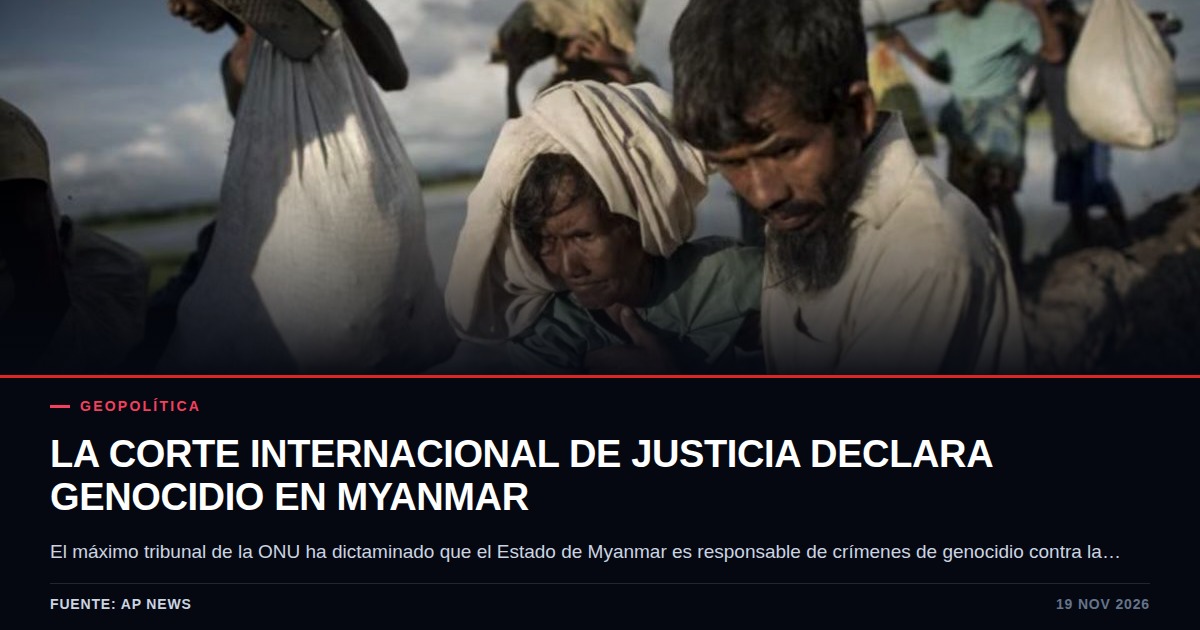 GEOPOLÍTICA
LA CORTE INTERNACIONAL DE JUSTICIA DECLARA
GENOCIDIO EN MYANMAR
El máximo tribunal de la ONU ha dictaminado que el Estado de Myanmar es responsable de crímenes de genocidio contra la…
FUENTE: AP NEWS
19 NOV 2026